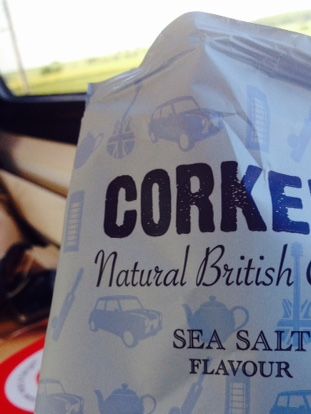 CORKE
Natural British
SEA SALT
FLAVOUR